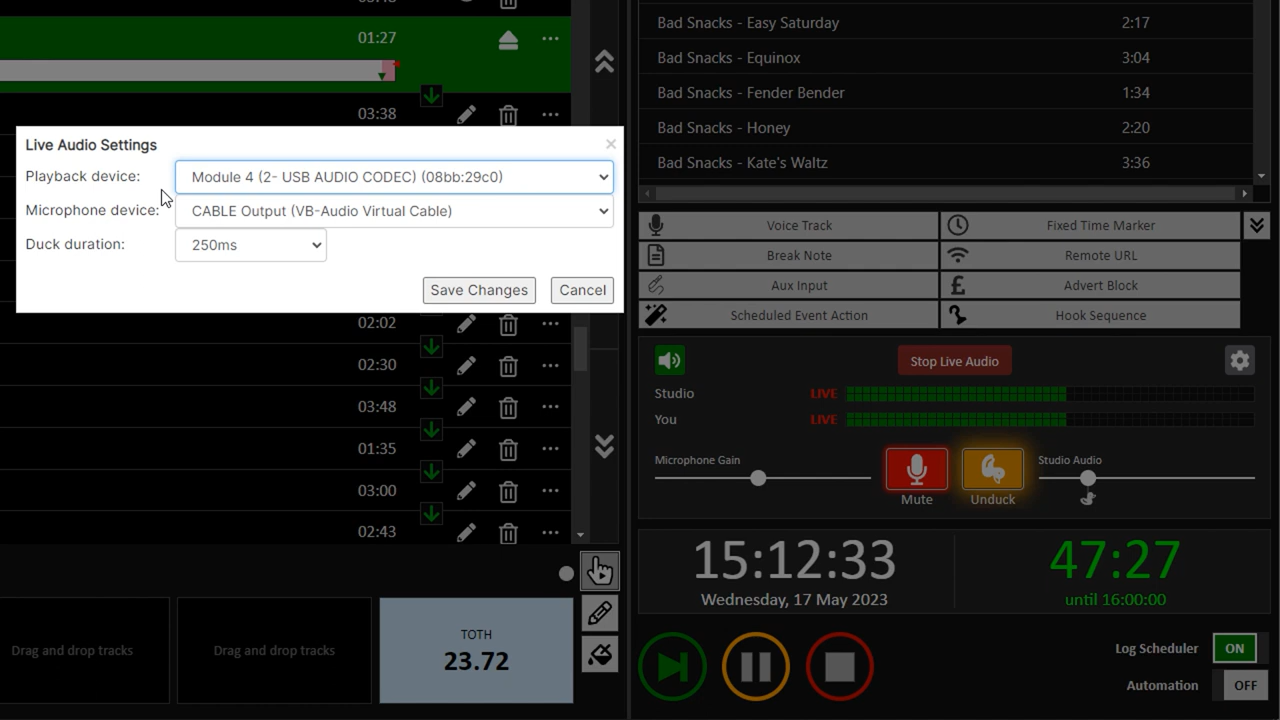 01:27
03:38
Live Audio Settings
Playback device:
Module 4 (2- USB AUDIO CODEC) (08bb:29c0)
Microphone device:
CABLE Output (VB-Audio Virtual Cable)
Duck duration:
250ms
Save Changes
Cancel
02:02
02:30
03:48
01:35
03:00
02:43
Drag and drop tracks
Drag and drop tracks
TOTH
23.72
Bad Snacks - Easy Saturday 2:17
Bad Snacks - Equinox 3:04
Bad Snacks - Fender Bender 1:34
Bad Snacks - Honey 2:20
Bad Snacks - Kate's Waltz 3:36
Voice Track
Fixed Time Marker
Break Note
Remote URL
Aux Input
£ Advert Block
Scheduled Event Action
Hook Sequence
Stop Live Audio
Studio LIVE
You LIVE
Microphone Gain
Mute
Unduck
Studio Audio
15:12:33
Wednesday, 17 May 2023
47:27
until 16:00:00
Log Scheduler ON
Automation OFF